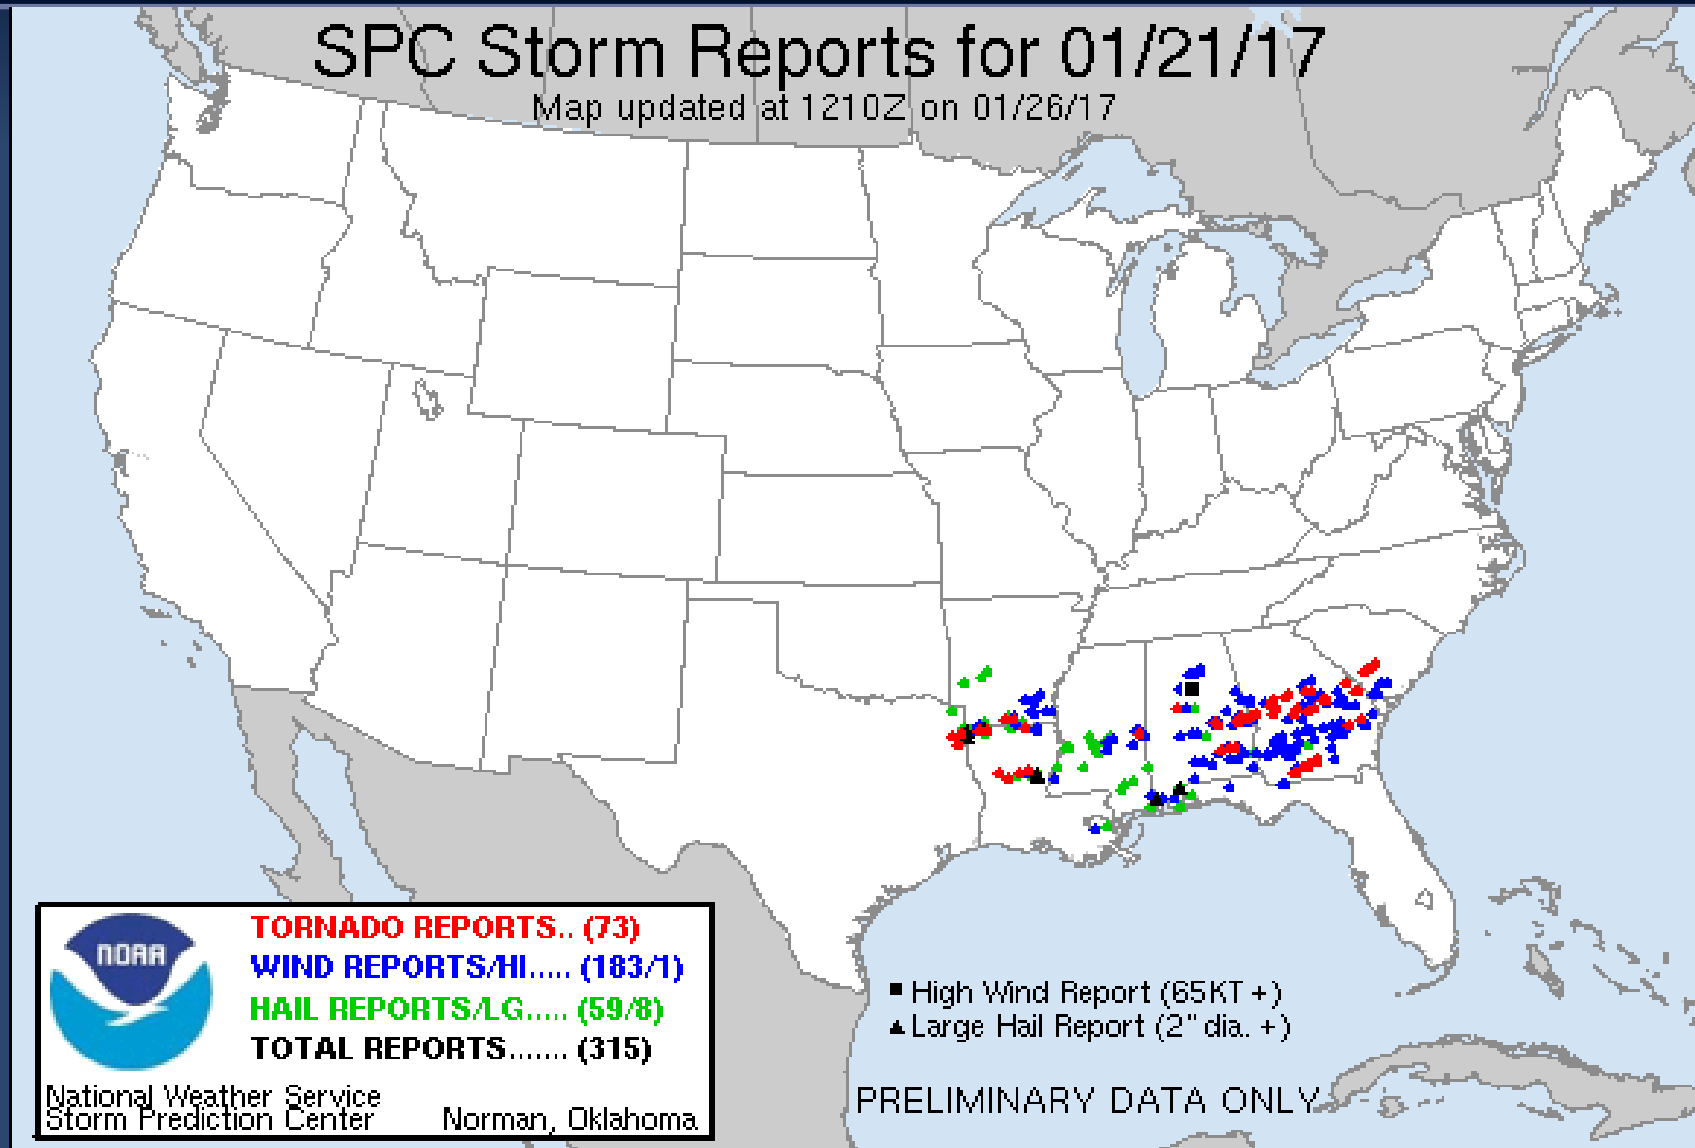 SPC Storm Reports for 01/21/17
Map updated at 1210Z on 01/26/17
NOAA
TORNADO REPORTS.. (73)
WIND REPORTS/HI..... (183/1)
HAIL REPORTS/LG..... (59/8)
TOTAL REPORTS....... (315)
National Weather Service
Storm Prediction Center Norman, Oklahoma
High Wind Report (65KT +)
Large Hail Report (2" dia. +)
PRELIMINARY DATA ONLY